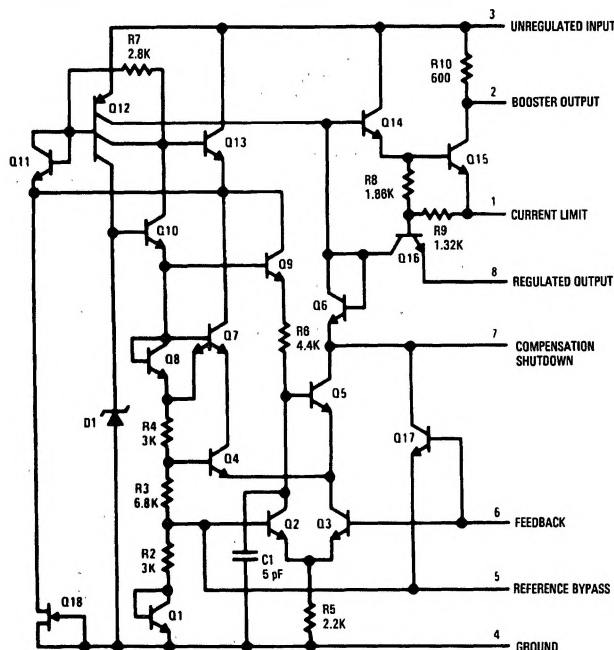 3 UNREGULATED INPUT
R7
2.8K
R10
600
Q12
2 BOOSTER OUTPUT
Q14
Q13
Q11
Q15
R8
1.86K
1 CURRENT LIMIT
R9
1.32K
Q10
Q16
Q9
8 REGULATED OUTPUT
Q6
7 COMPENSATION
SHUTDOWN
R6
4.4K
Q7
Q8
Q5
D1
R4
3K
Q17
Q4
R3
6.8K
6 FEEDBACK
Q2
Q3
C1
5 pF
5 REFERENCE BYPASS
R2
3K
Q18
Q1
R5
2.2K
4 GROUND